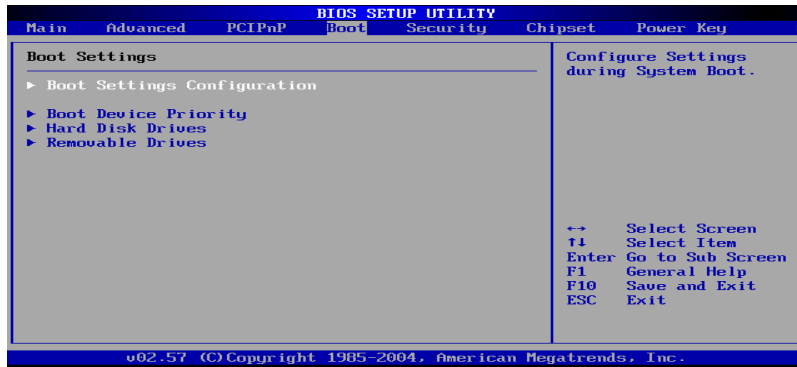 BIOS SETUP UTILITY
Main Advanced PCIPnP Boot Security Chipset Power Key
Boot Settings
► Boot Settings Configuration
► Boot Device Priority
► Hard Disk Drives
► Removable Drives
Configure Settings
during System Boot.
←→ Select Screen
↑↓ Select Item
Enter Go to Sub Screen
F1 General Help
F10 Save and Exit
ESC Exit
v02.57 (C)Copyright 1985-2004, American Megatrends, Inc.